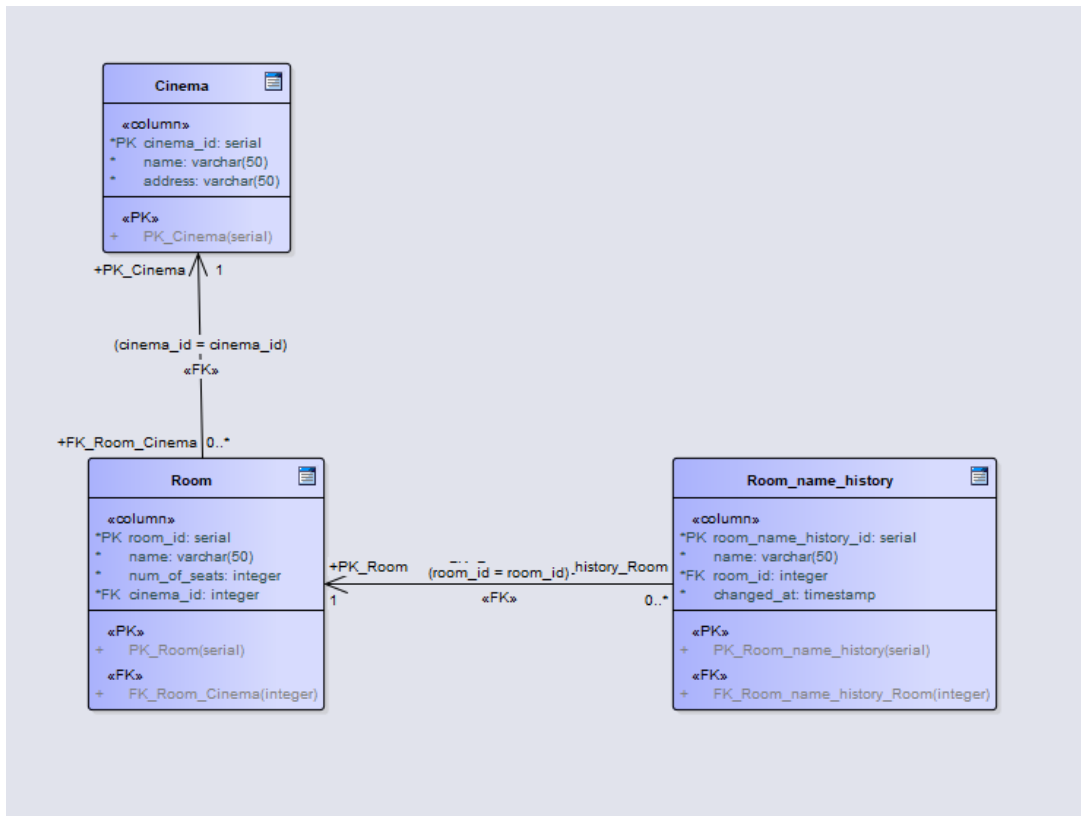 Cinema
«column»
*PK cinema_id: serial
* name: varchar(50)
* address: varchar(50)
«PK»
+ PK_Cinema(serial)
+PK_Cinema 1
(cinema_id = cinema_id)
«FK»
+FK_Room_Cinema 0..*
Room
«column»
*PK room_id: serial
* name: varchar(50)
* num_of_seats: integer
*FK cinema_id: integer
«PK»
+ PK_Room(serial)
«FK»
+ FK_Room_Cinema(integer)
+PK_Room
(room_id = room_id)
history_Room
1
«FK»
0..*
Room_name_history
«column»
*PK room_name_history_id: serial
* name: varchar(50)
*FK room_id: integer
* changed_at: timestamp
«PK»
+ PK_Room_name_history(serial)
«FK»
+ FK_Room_name_history_Room(integer)